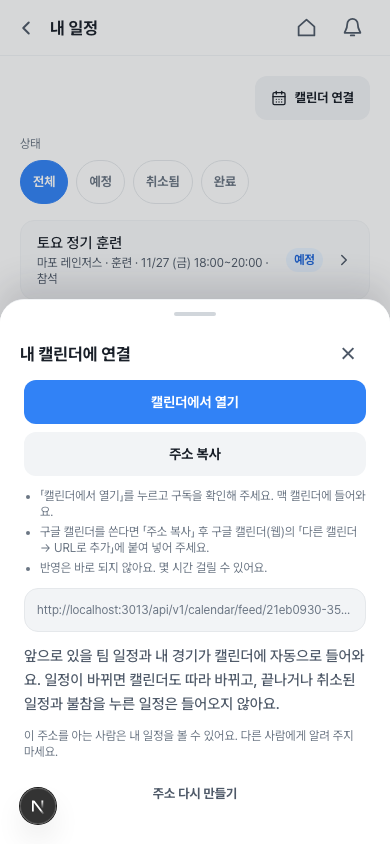 내 일정
캘린더 연결
상태
전체
예정
취소됨
완료
토요 정기 훈련
마포 레인저스 · 훈련 · 11/27 (금) 18:00~20:00 ·
참석
예정
내 캘린더에 연결
캘린더에서 열기
주소 복사
• 「캘린더에서 열기」를 누르고 구독을 확인해 주세요. 맥 캘린더에 들어와
요.
• 구글 캘린더를 쓴다면 「주소 복사」 후 구글 캘린더(웹)의 「다른 캘린더
→ URL로 추가」에 붙여 넣어 주세요.
• 반영은 바로 되지 않아요. 몇 시간 걸릴 수 있어요.
http://localhost:3013/api/v1/calendar/feed/21eb0930-35...
앞으로 있을 팀 일정과 내 경기가 캘린더에 자동으로 들어와
요. 일정이 바뀌면 캘린더도 따라 바뀌고, 끝나거나 취소된
일정과 불참을 누른 일정은 들어오지 않아요.
이 주소를 아는 사람은 내 일정을 볼 수 있어요. 다른 사람에게 알려 주지
마세요.
주소 다시 만들기
N